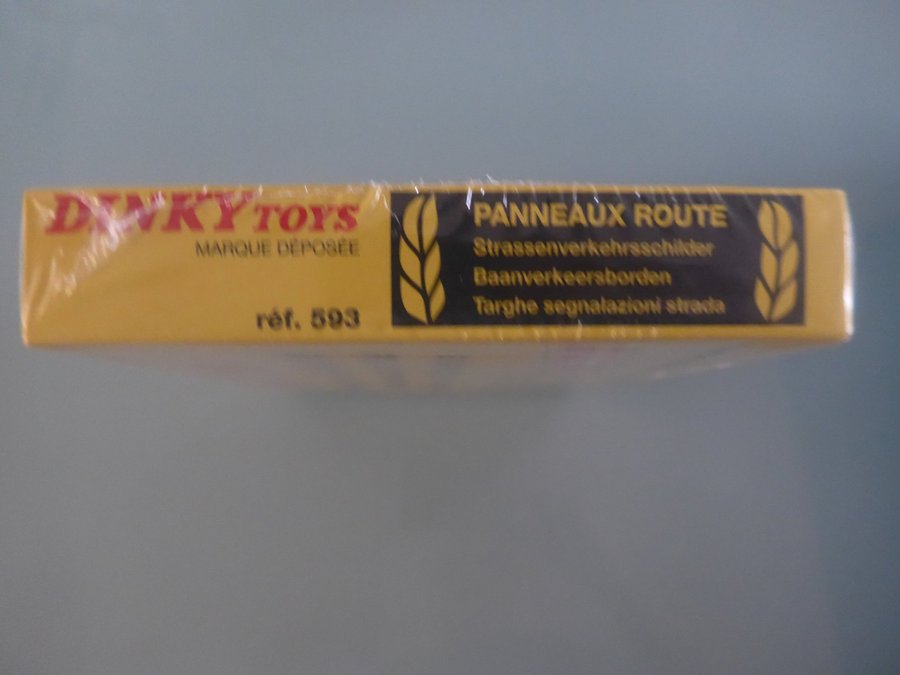 DINKY TOYS
MARQUE DÉPOSÉE
réf. 593
PANNEAUX ROUTE
Strassenverkehrsschilder
Baanverkeersborden
Targhe segnalazioni strada